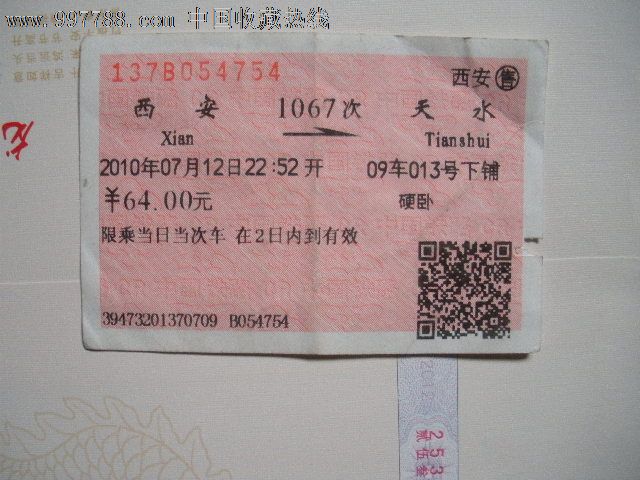 www.997788.com 中国收藏热线
137B054754
西安售
西安 1067次 天水
Xian Tianshui
2010年07月12日22:52开 09车013号下铺
¥64.00元 硬卧
限乘当日当次车 在2日内到有效
39473201370709 B054754